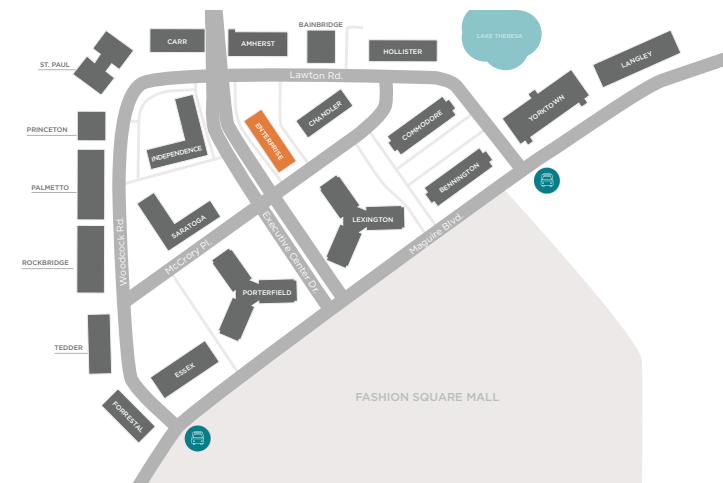 BAINBRIDGE
CARR
AMHERST
HOLLISTER
LAKE THERESA
LANGLEY
ST. PAUL
Lawton Rd.
YORKTOWN
CHANDLER
COMMODORE
PRINCETON
ENTERPRISE
INDEPENDENCE
BENNINGTON
PALMETTO
SARATOGA
LEXINGTON
Woodcock Rd.
McCrory Pl.
Executive Center Dr.
Maguire Blvd.
ROCKBRIDGE
PORTERFIELD
TEDDER
ESSEX
FORRESTAL
FASHION SQUARE MALL